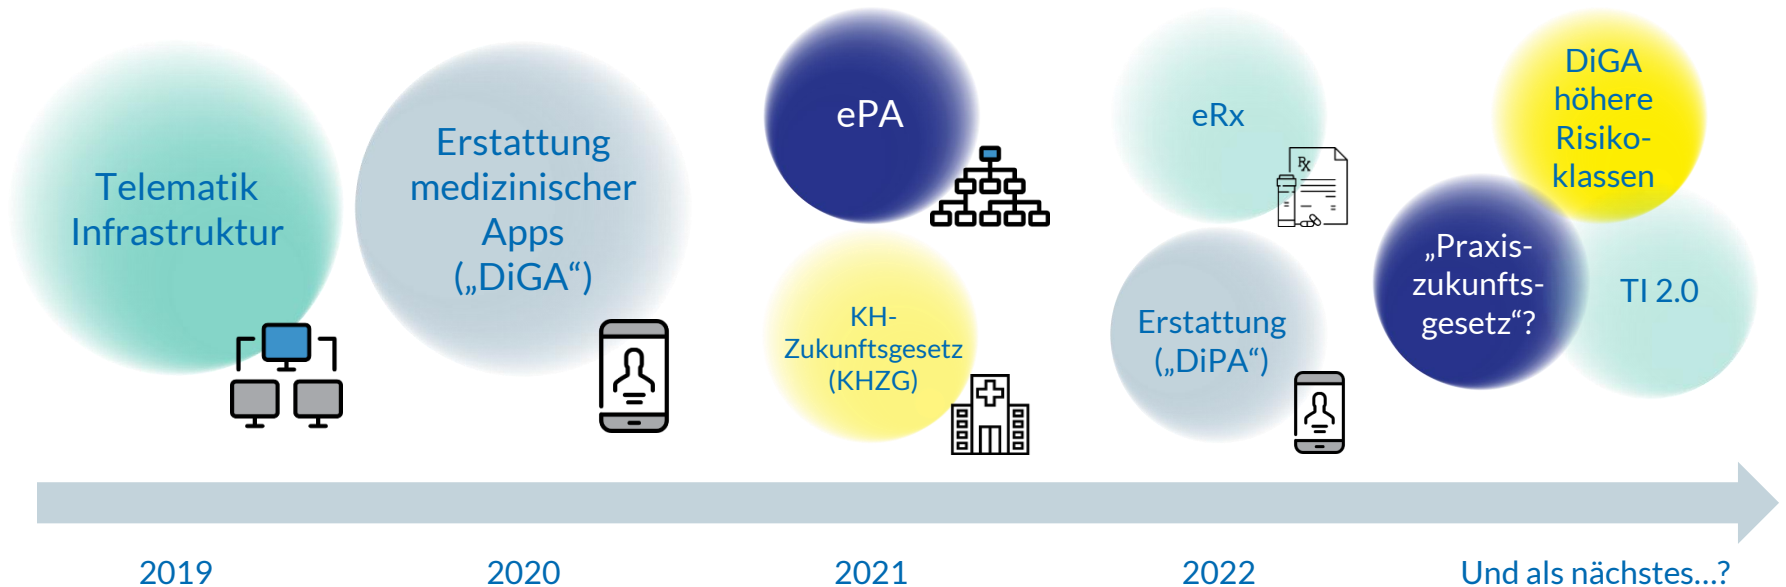 Telematik
Infrastruktur
Erstattung
medizinischer
Apps
(„DiGA“)
ePA
KH-
Zukunftsgesetz
(KHZG)
eRx
Rx
Erstattung
(„DiPA“)
DiGA
höhere
Risiko-
klassen
„Praxis-
zukunfts-
gesetz“?
TI 2.0
2019
2020
2021
2022
Und als nächstes...?